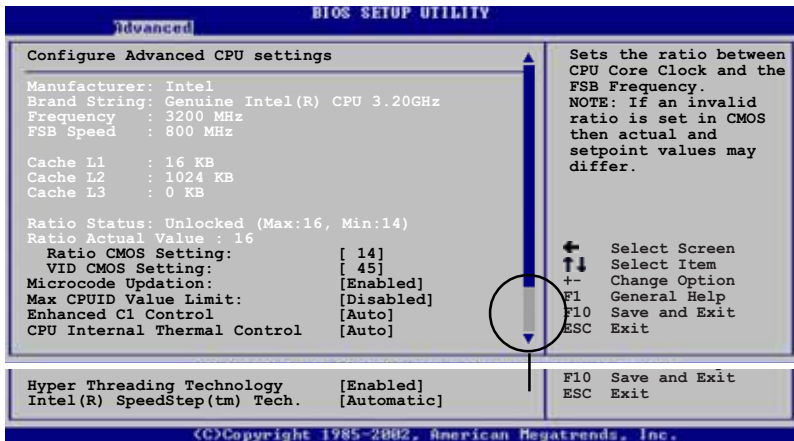 BIOS SETUP UTILITY
Advanced
Configure Advanced CPU settings
Manufacturer: Intel
Brand String: Genuine Intel(R) CPU 3.20GHz
Frequency : 3200 MHz
FSB Speed : 800 MHz
Cache L1 : 16 KB
Cache L2 : 1024 KB
Cache L3 : 0 KB
Ratio Status: Unlocked (Max:16, Min:14)
Ratio Actual Value : 16
Ratio CMOS Setting: [ 14]
VID CMOS Setting: [ 45]
Microcode Updation: [Enabled]
Max CPUID Value Limit: [Disabled]
Enhanced C1 Control [Auto]
CPU Internal Thermal Control [Auto]
Hyper Threading Technology [Enabled]
Intel(R) SpeedStep(tm) Tech. [Automatic]
Sets the ratio between
CPU Core Clock and the
FSB Frequency.
NOTE: If an invalid
ratio is set in CMOS
then actual and
setpoint values may
differ.
Select Screen
Select Item
+- Change Option
F1 General Help
F10 Save and Exit
ESC Exit
F10 Save and Exit
ESC Exit
(C)Copyright 1985-2002, American Megatrends, Inc.